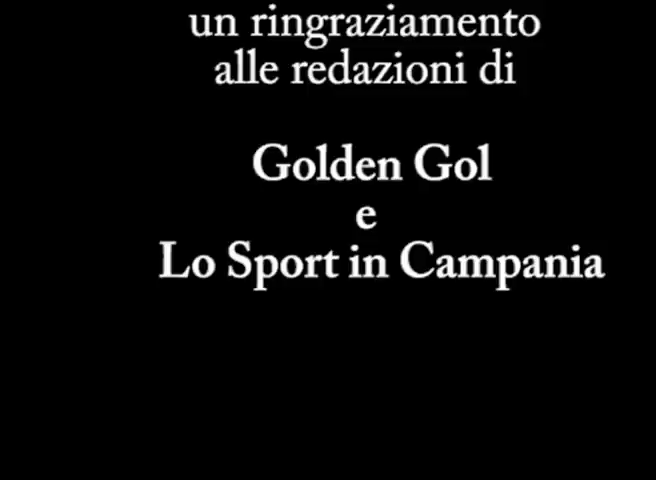 un ringraziamento
alle redazioni di
Golden Gol
e
Lo Sport in Campania